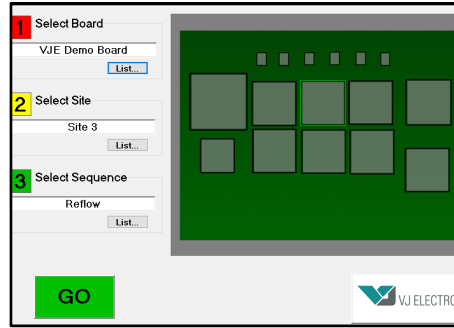 1 Select Board
VJE Demo Board
List...
2 Select Site
Site 3
List...
3 Select Sequence
Reflow
List...
GO
VJ ELECTRO